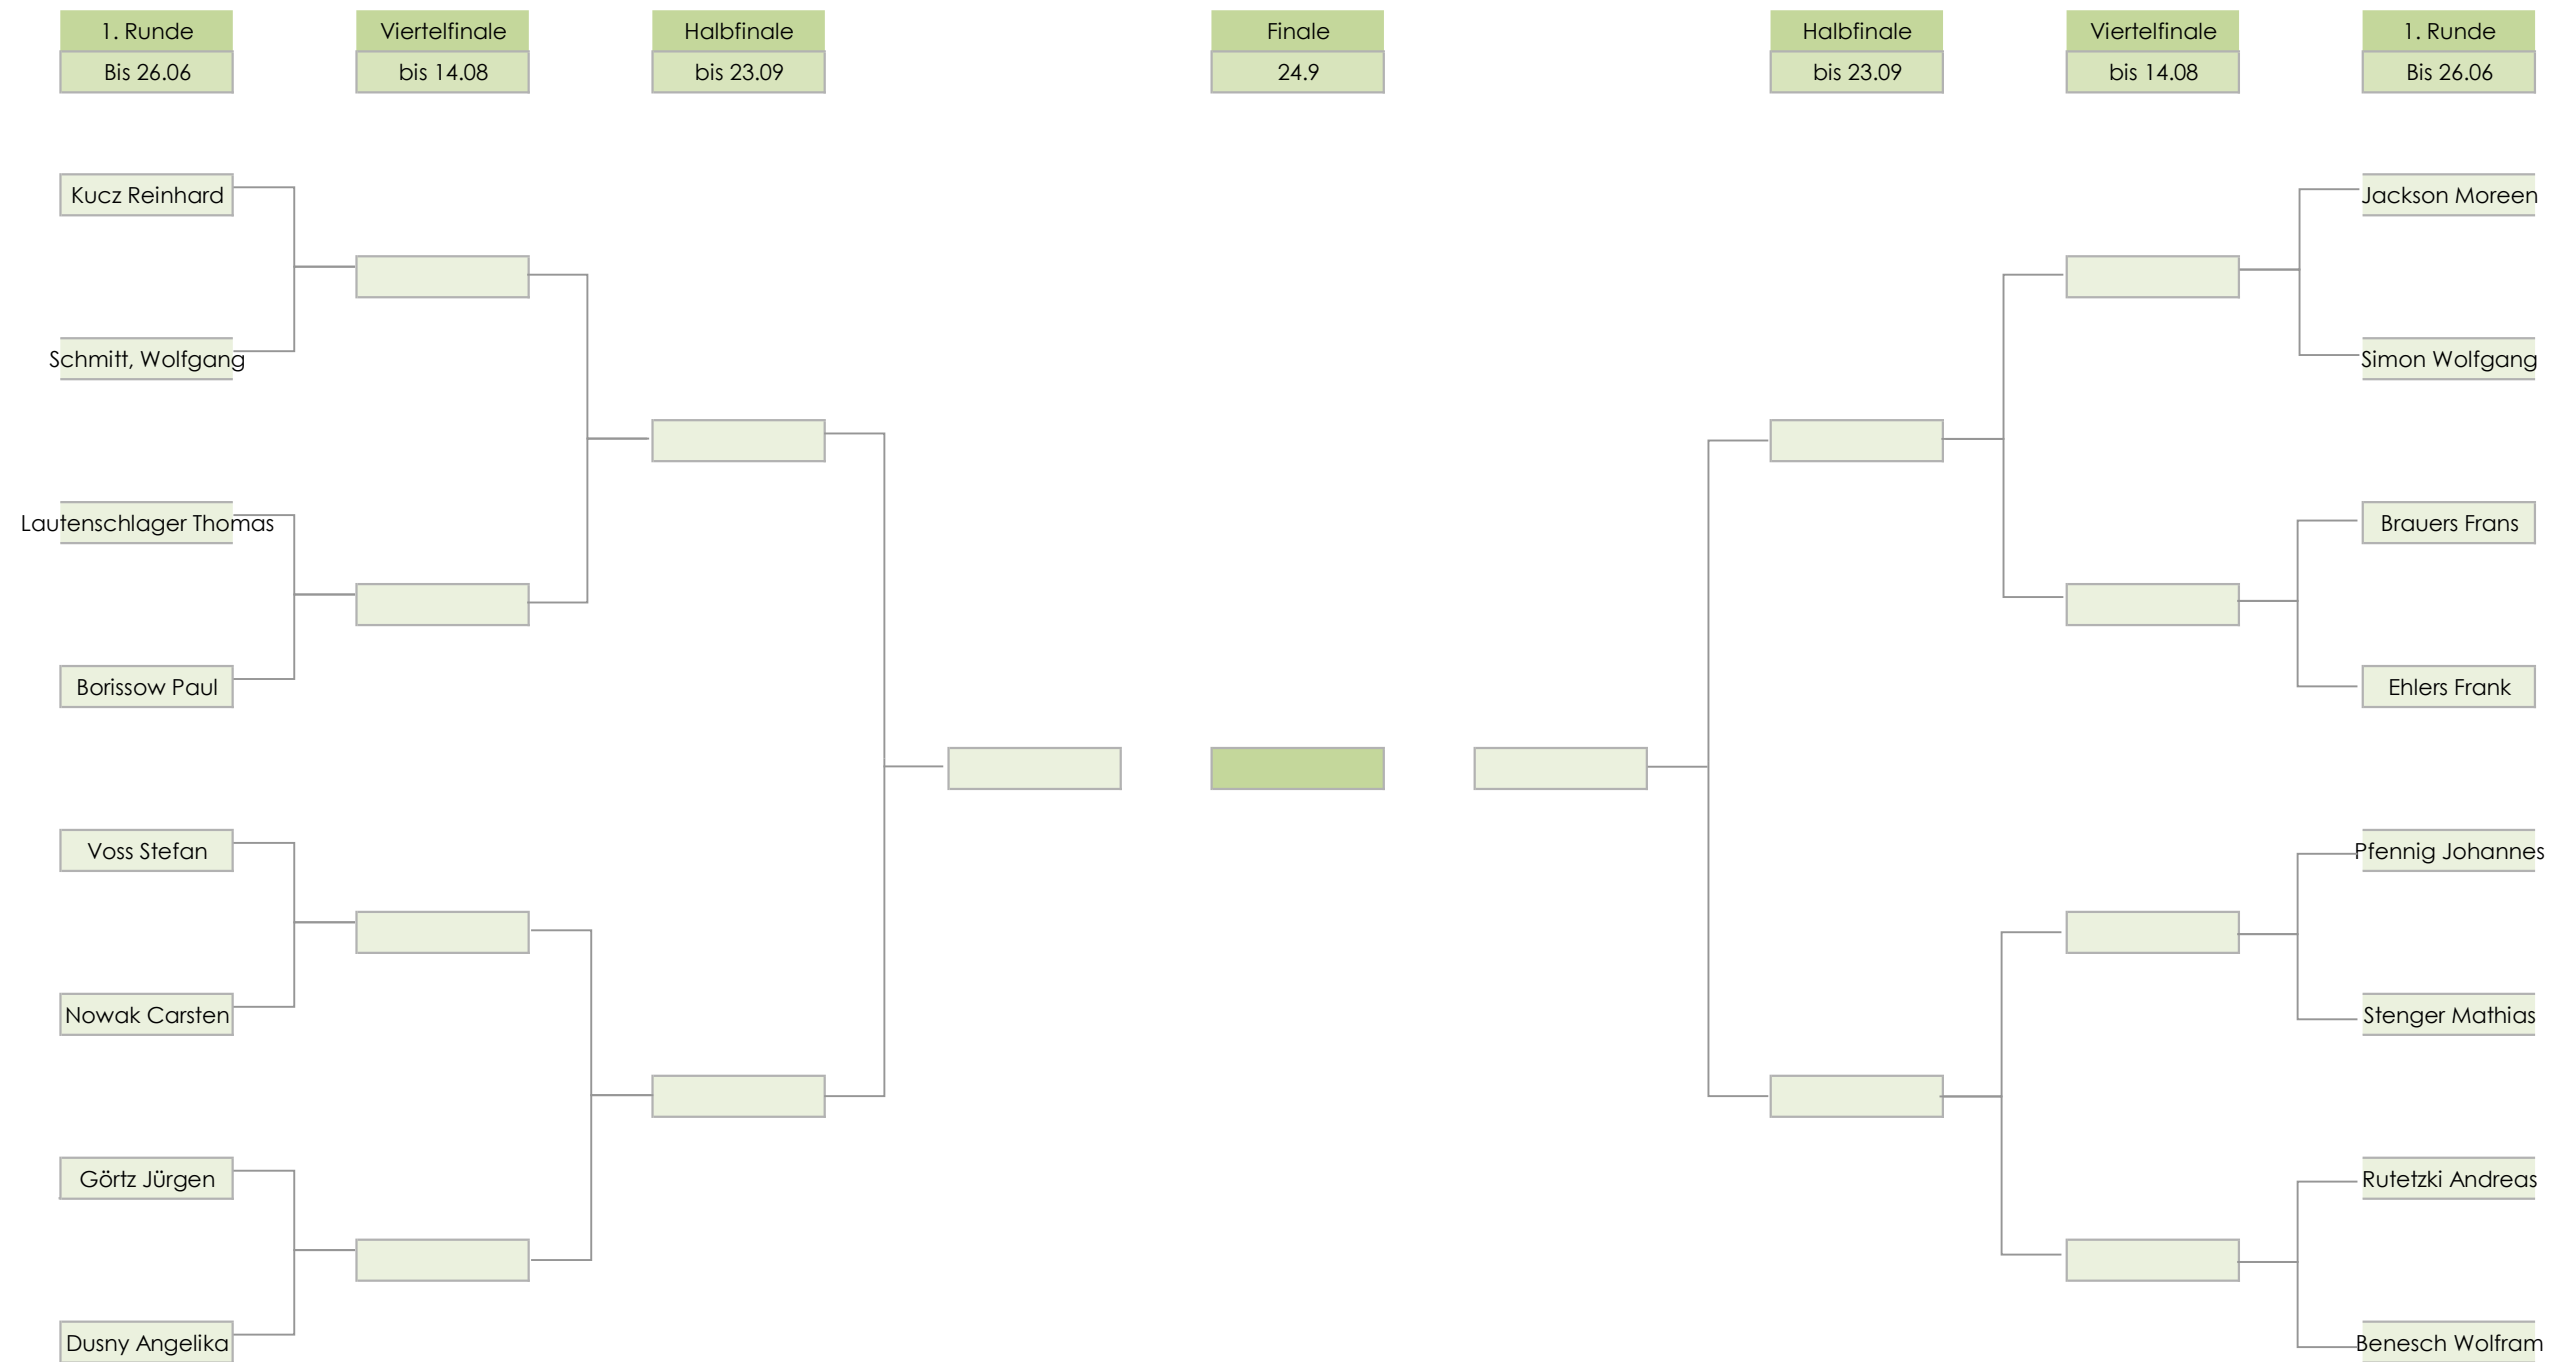 1. Runde
Viertelfinale
Halbfinale
Finale
Halbfinale
Viertelfinale
1. Runde
Bis 26.06
bis 14.08
bis 23.09
24.9
bis 23.09
bis 14.08
Bis 26.06
Kucz Reinhard
Jackson Moreen
Schmitt, Wolfgang
Simon Wolfgang
Lautenschlager Thomas
Brauers Frans
Borissow Paul
Ehlers Frank
Voss Stefan
Pfennig Johannes
Nowak Carsten
Stenger Mathias
Görtz Jürgen
Rutetzki Andreas
Dusny Angelika
Benesch Wolfram